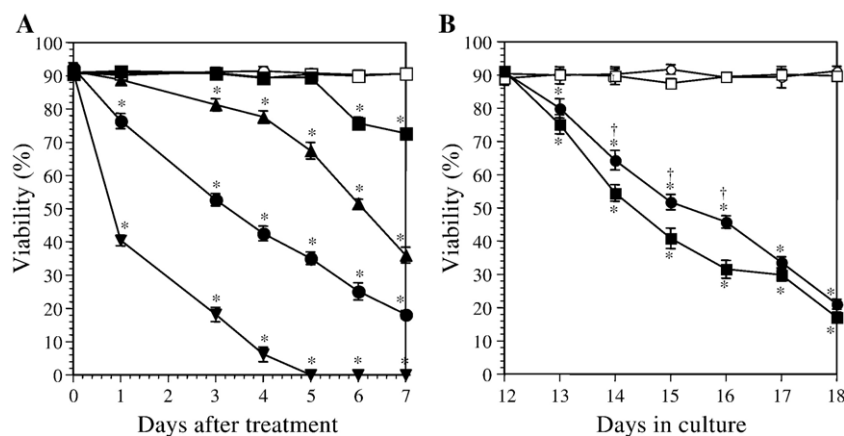 A
B
Viability (%)
100
90
80
70
60
50
40
30
20
10
0
* * * * * * *
* * * * * *
* * * * * *
0 1 2 3 4 5 6 7
Days after treatment
Viability (%)
100
90
80
70
60
50
40
30
20
10
0
* †* †* †* * *
* * * * * *
12 13 14 15 16 17 18
Days in culture